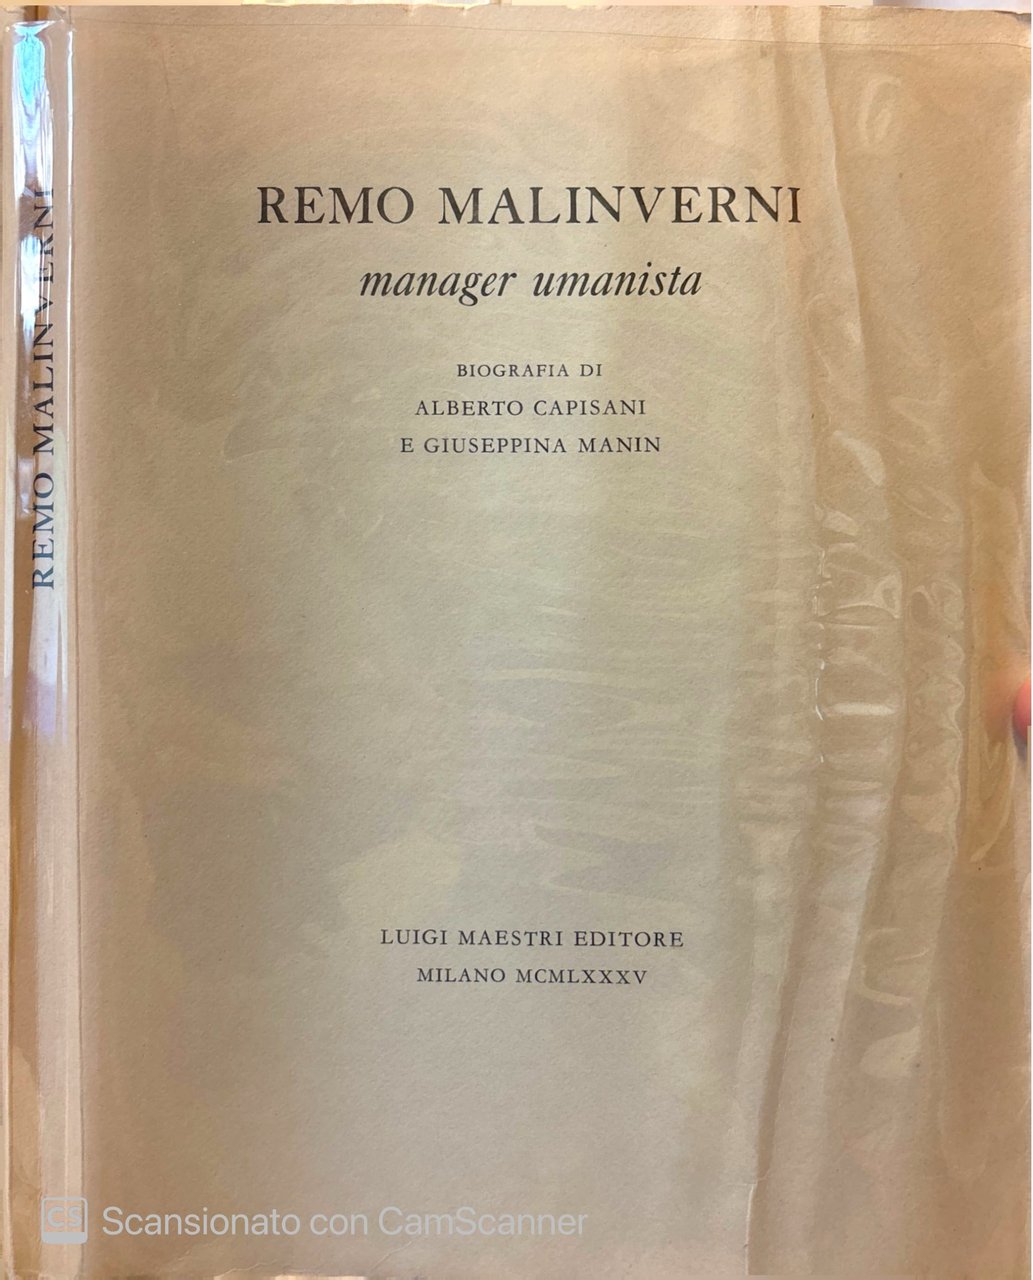 REMO MALINVERNI
REMO MALINVERNI
manager umanista
BIOGRAFIA DI
ALBERTO CAPISANI
E GIUSEPPINA MANIN
LUIGI MAESTRI EDITORE
MILANO MCMLXXXV
CS Scansionato con CamScanner